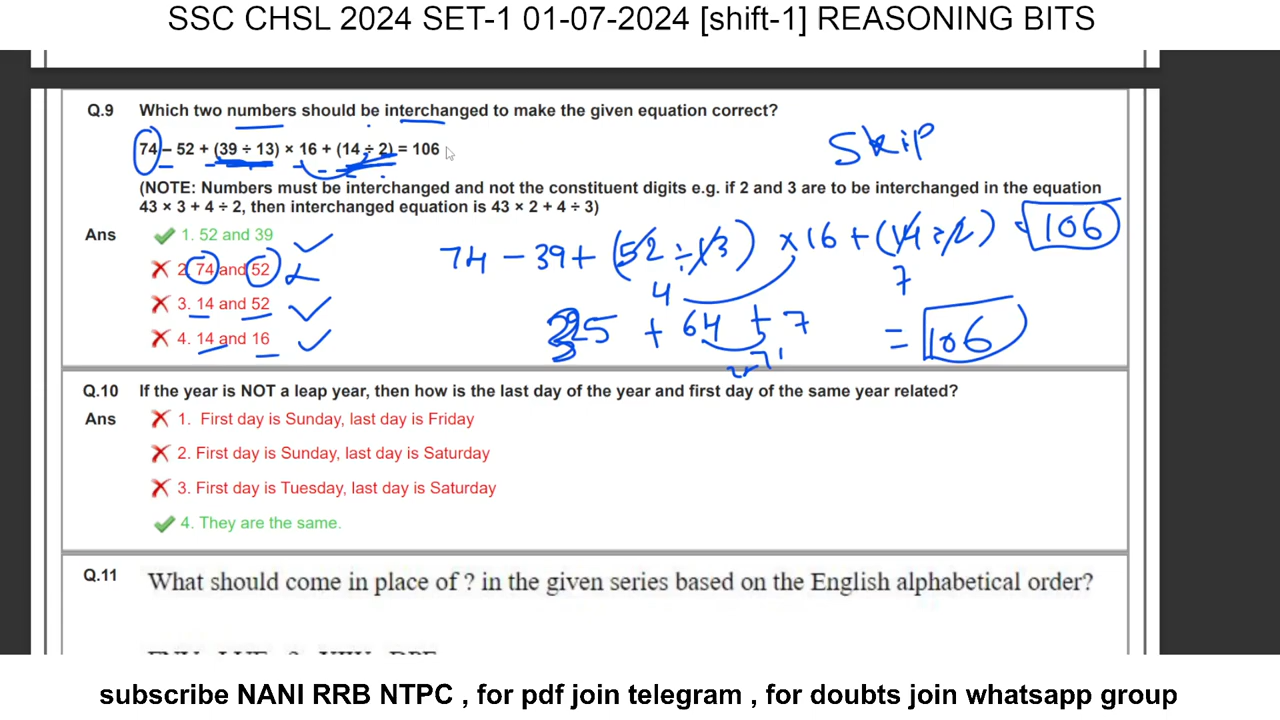 SSC CHSL 2024 SET-1 01-07-2024 [shift-1] REASONING BITS
Q.9 Which two numbers should be interchanged to make the given equation correct?
74 – 52 + (39 ÷ 13) × 16 + (14 ÷ 2) = 106
Skip
(NOTE: Numbers must be interchanged and not the constituent digits e.g. if 2 and 3 are to be interchanged in the equation
43 × 3 + 4 ÷ 2, then interchanged equation is 43 × 2 + 4 ÷ 3)
Ans 1. 52 and 39
2. 74 and 52
3. 14 and 52
4. 14 and 16
74 - 39 + (52 ÷ 13) × 16 + (14 ÷ 2) = 106
4 7
35 + 64 + 7 = 106
71
Q.10 If the year is NOT a leap year, then how is the last day of the year and first day of the same year related?
Ans 1. First day is Sunday, last day is Friday
2. First day is Sunday, last day is Saturday
3. First day is Tuesday, last day is Saturday
4. They are the same.
Q.11 What should come in place of ? in the given series based on the English alphabetical order?
subscribe NANI RRB NTPC , for pdf join telegram , for doubts join whatsapp group